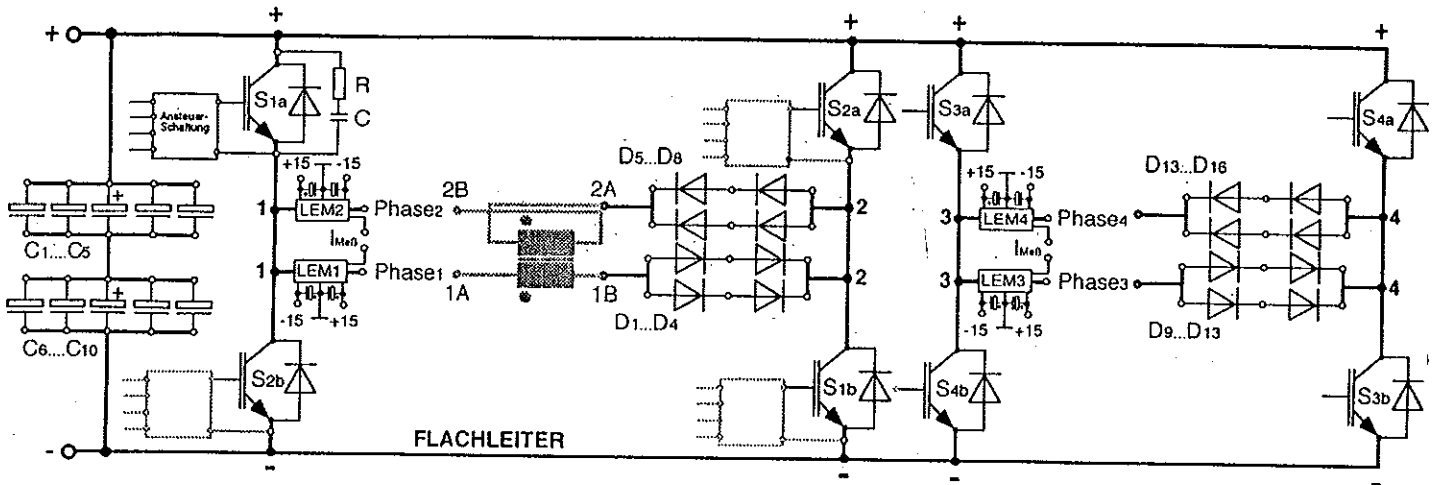 + + + + +
S1a R
C
Ansteuer-
Schaltung
S2a S3a S4a
+15 -15 D5...D8 +15 -15 D13...D16
1 LEM2 Phase2 2B 2A 2 3 LEM4 Phase4 4
C1...C5 IMeß IMeß
1 LEM1 Phase1 1A 1B 2 3 LEM3 Phase3 4
-15 +15 D1...D4 -15 +15 D9...D13
C6....C10
S2b S1b S4b S3b
FLACHLEITER
- - - - -